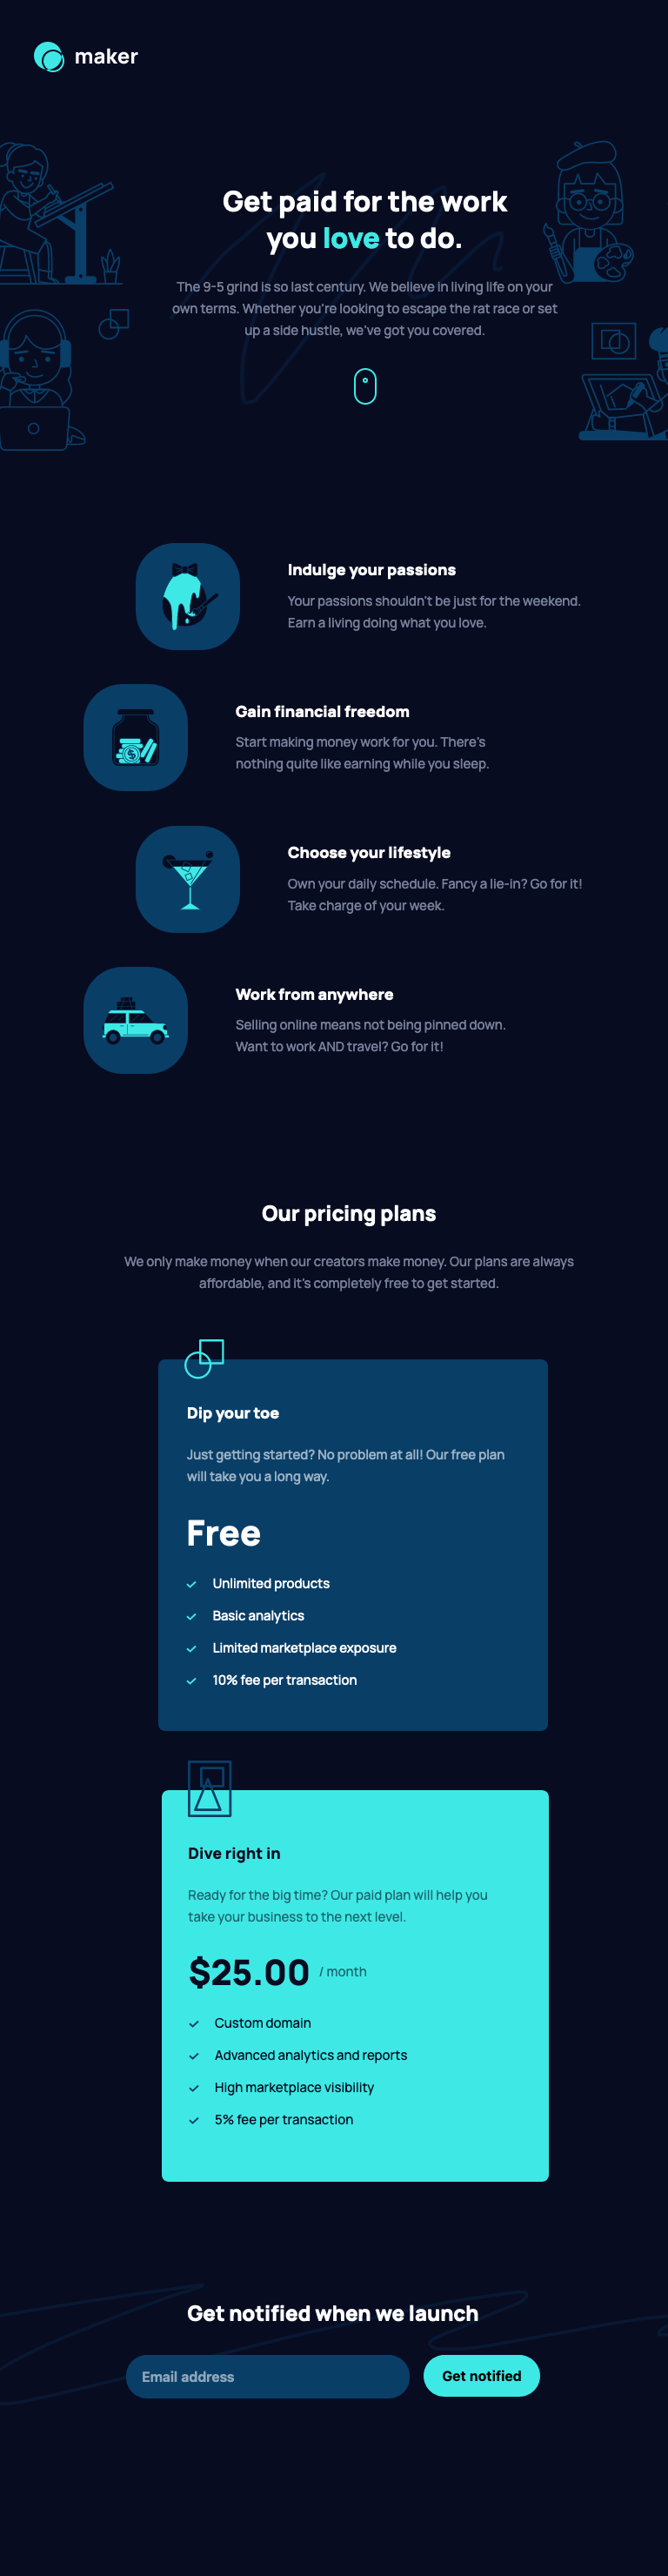 maker
Get paid for the work
you love to do.
The 9-5 grind is so last century. We believe in living life on your
own terms. Whether you're looking to escape the rat race or set
up a side hustle, we've got you covered.
Indulge your passions
Your passions shouldn't be just for the weekend.
Earn a living doing what you love.
Gain financial freedom
Start making money work for you. There's
nothing quite like earning while you sleep.
Choose your lifestyle
Own your daily schedule. Fancy a lie-in? Go for it!
Take charge of your week.
Work from anywhere
Selling online means not being pinned down.
Want to work AND travel? Go for it!
Our pricing plans
We only make money when our creators make money. Our plans are always
affordable, and it's completely free to get started.
Dip your toe
Just getting started? No problem at all! Our free plan
will take you a long way.
Free
Unlimited products
Basic analytics
Limited marketplace exposure
10% fee per transaction
Dive right in
Ready for the big time? Our paid plan will help you
take your business to the next level.
$25.00 / month
Custom domain
Advanced analytics and reports
High marketplace visibility
5% fee per transaction
Get notified when we launch
Email address
Get notified